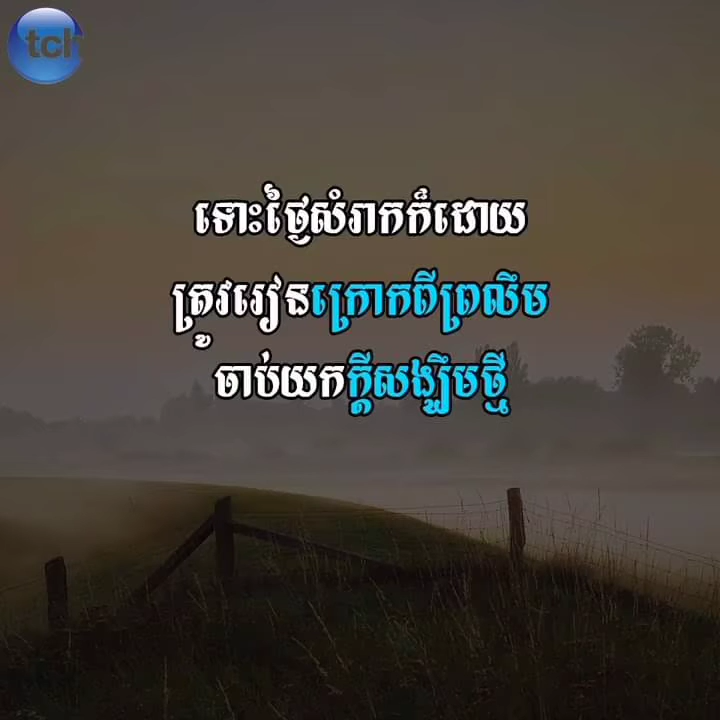 tch
ទោះថ្ងៃសំរាកក៏ដោយ
ត្រូវរៀនក្រោកពីព្រលឹម
ចាប់យកក្ដីសង្ឃឹមថ្មី